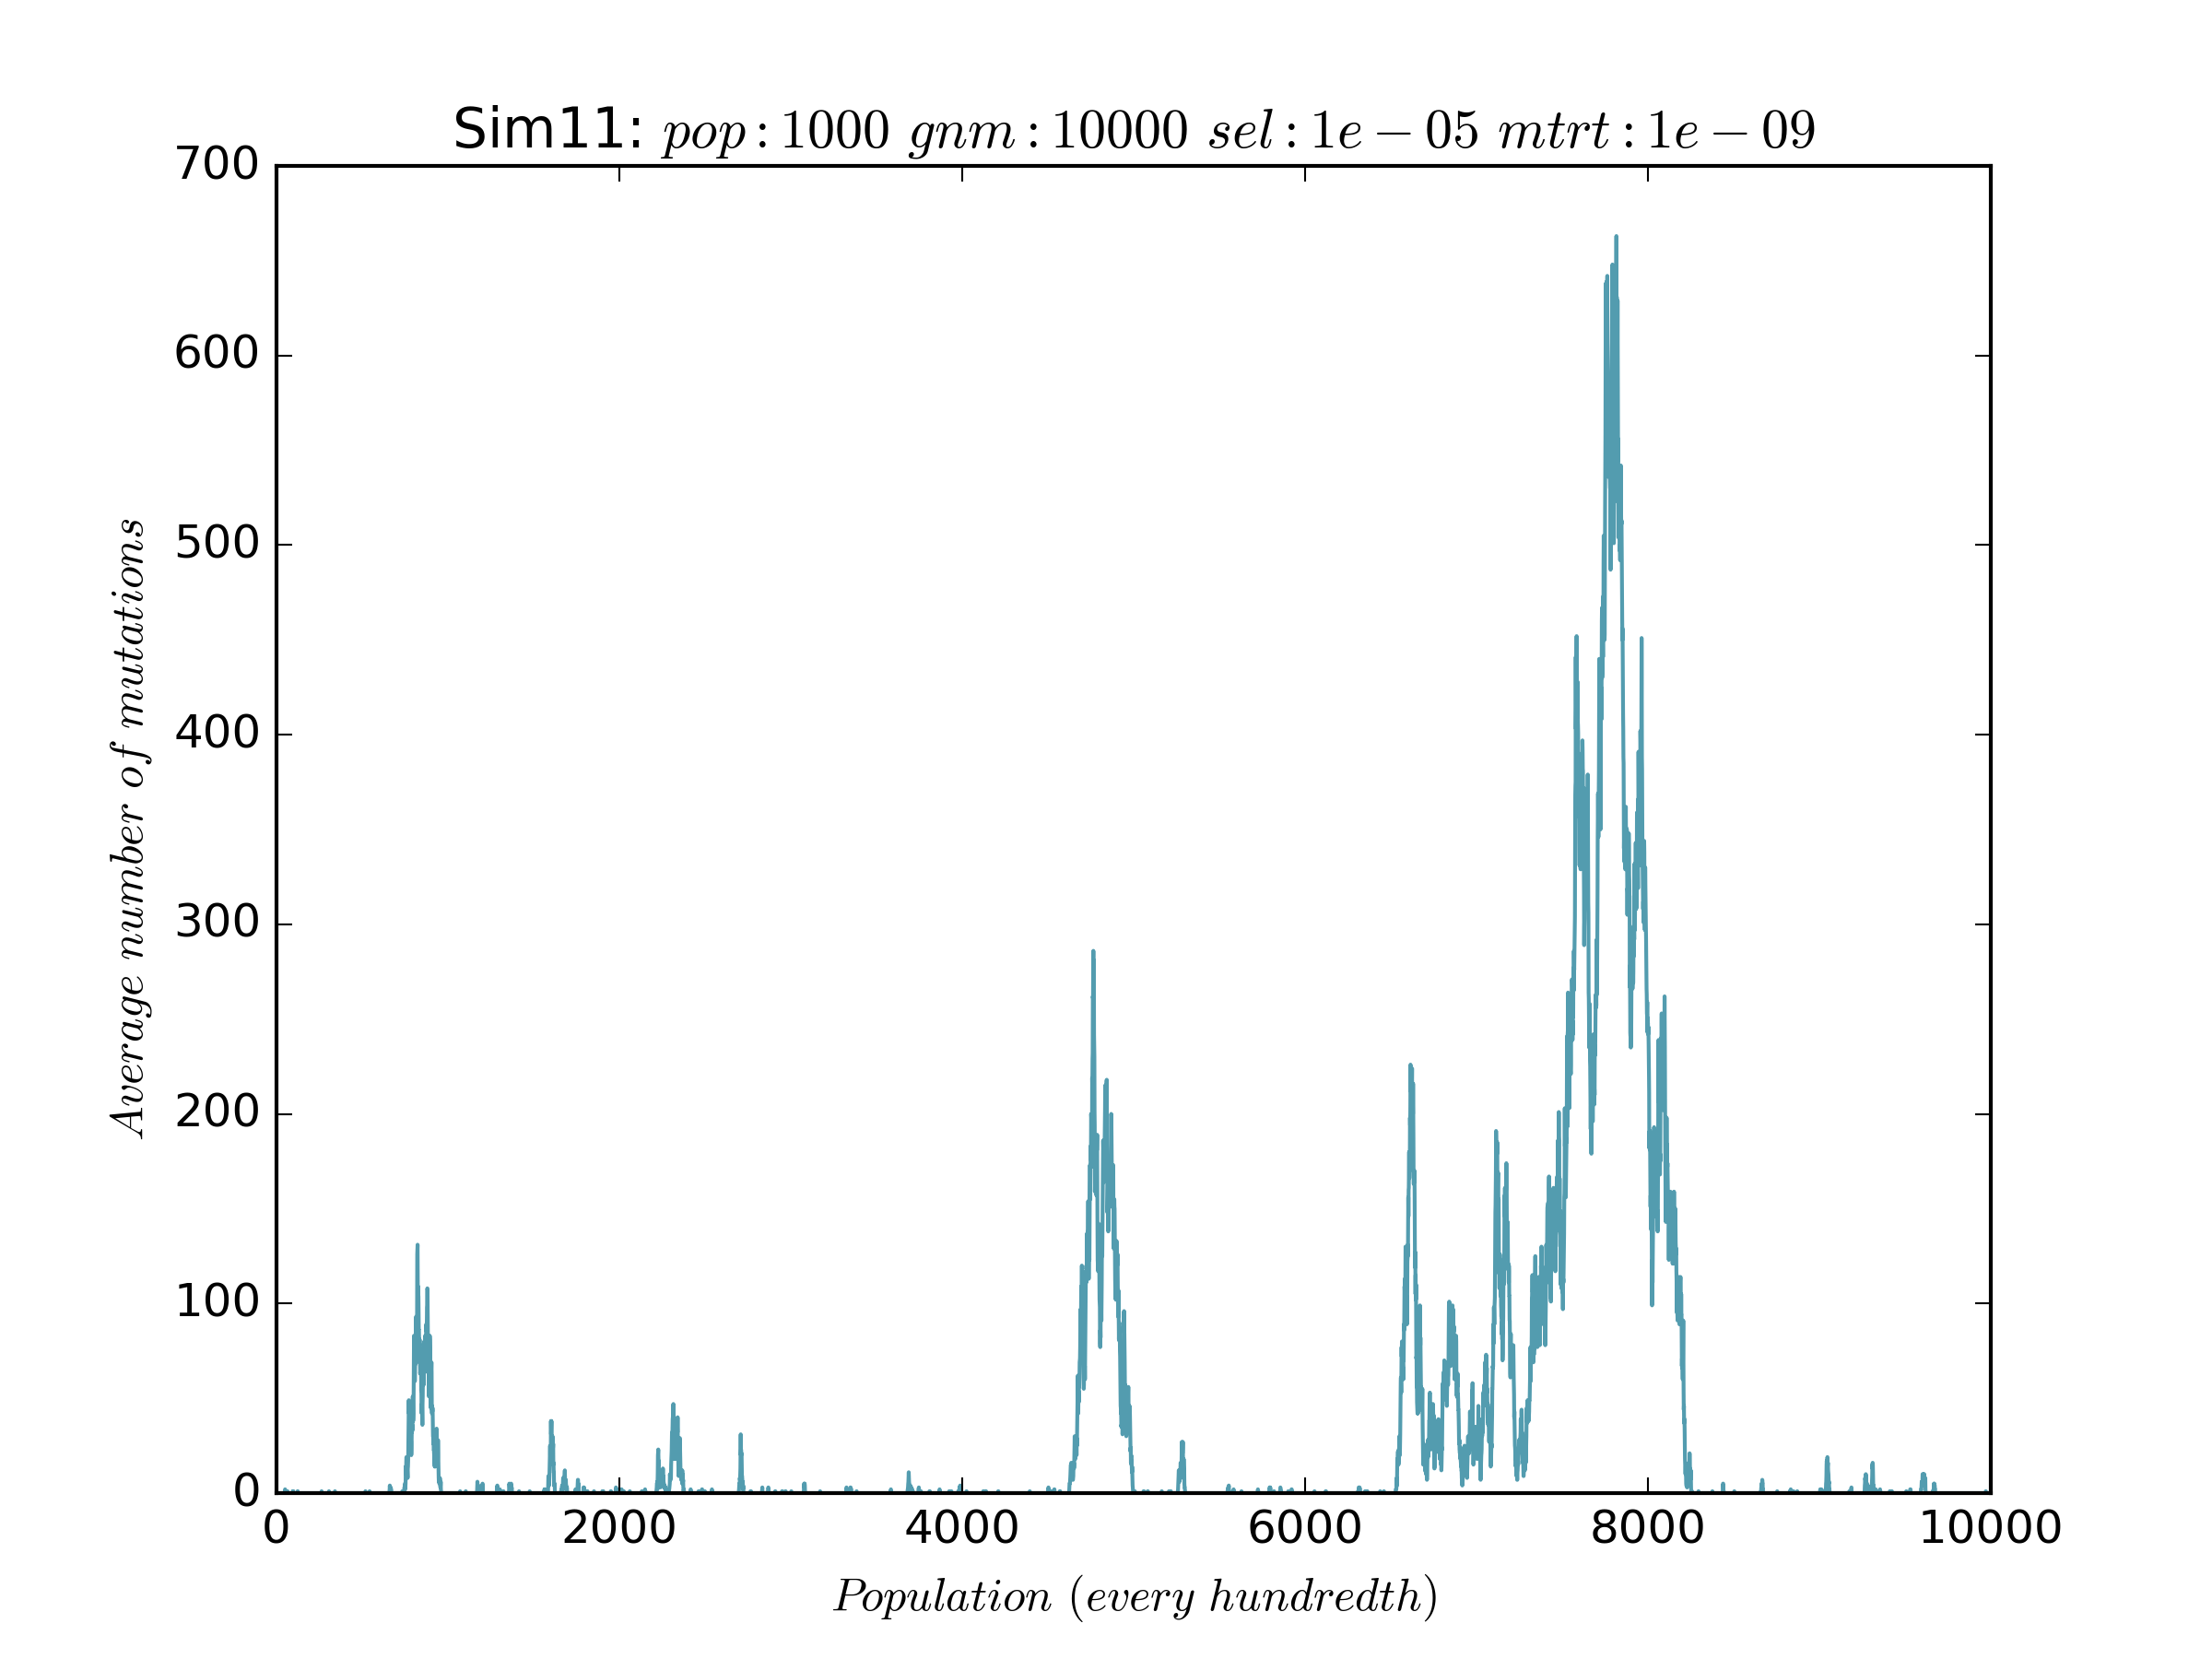 Sim11: pop : 1000 gnm : 10000 sel : 1e − 05 mtrt : 1e − 09
700
600
500
400
300
200
100
0
Average number of mutations
0 2000 4000 6000 8000 10000
Population (every hundredth)